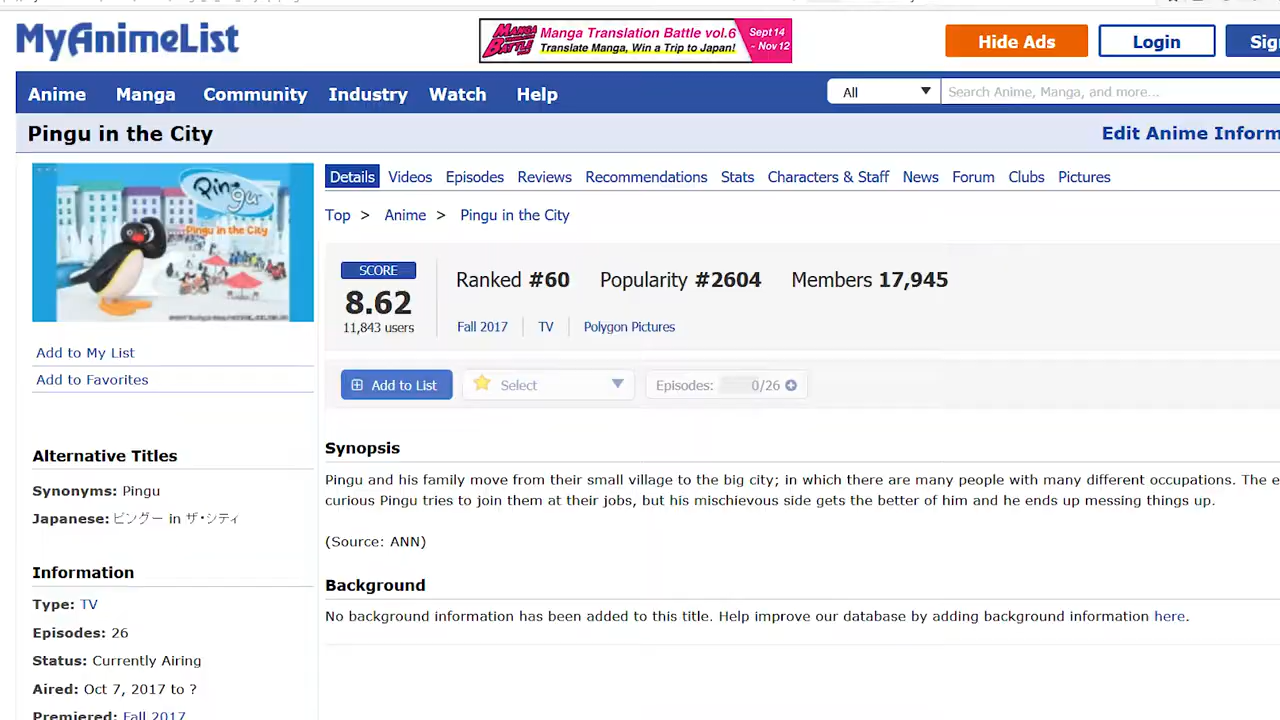 MyAnimeList
MANGA BATTLE Manga Translation Battle vol.6
Translate Manga, Win a Trip to Japan!
Sept 14
- Nov 12
Hide Ads
Login
Sig
Anime Manga Community Industry Watch Help
All
Search Anime, Manga, and more...
Pingu in the City
Edit Anime Inform
Pingu
Pingu in the City
Details Videos Episodes Reviews Recommendations Stats Characters & Staff News Forum Clubs Pictures
Top > Anime > Pingu in the City
SCORE
8.62
11,843 users
Ranked #60 Popularity #2604 Members 17,945
Fall 2017 TV Polygon Pictures
Add to My List
Add to Favorites
Add to List
Select
Episodes: 0/26
Alternative Titles
Synonyms: Pingu
Japanese: ピングー in ザ・シティ
Information
Type: TV
Episodes: 26
Status: Currently Airing
Aired: Oct 7, 2017 to ?
Premiered: Fall 2017
Synopsis
Pingu and his family move from their small village to the big city; in which there are many people with many different occupations. The e
curious Pingu tries to join them at their jobs, but his mischievous side gets the better of him and he ends up messing things up.
(Source: ANN)
Background
No background information has been added to this title. Help improve our database by adding background information here.